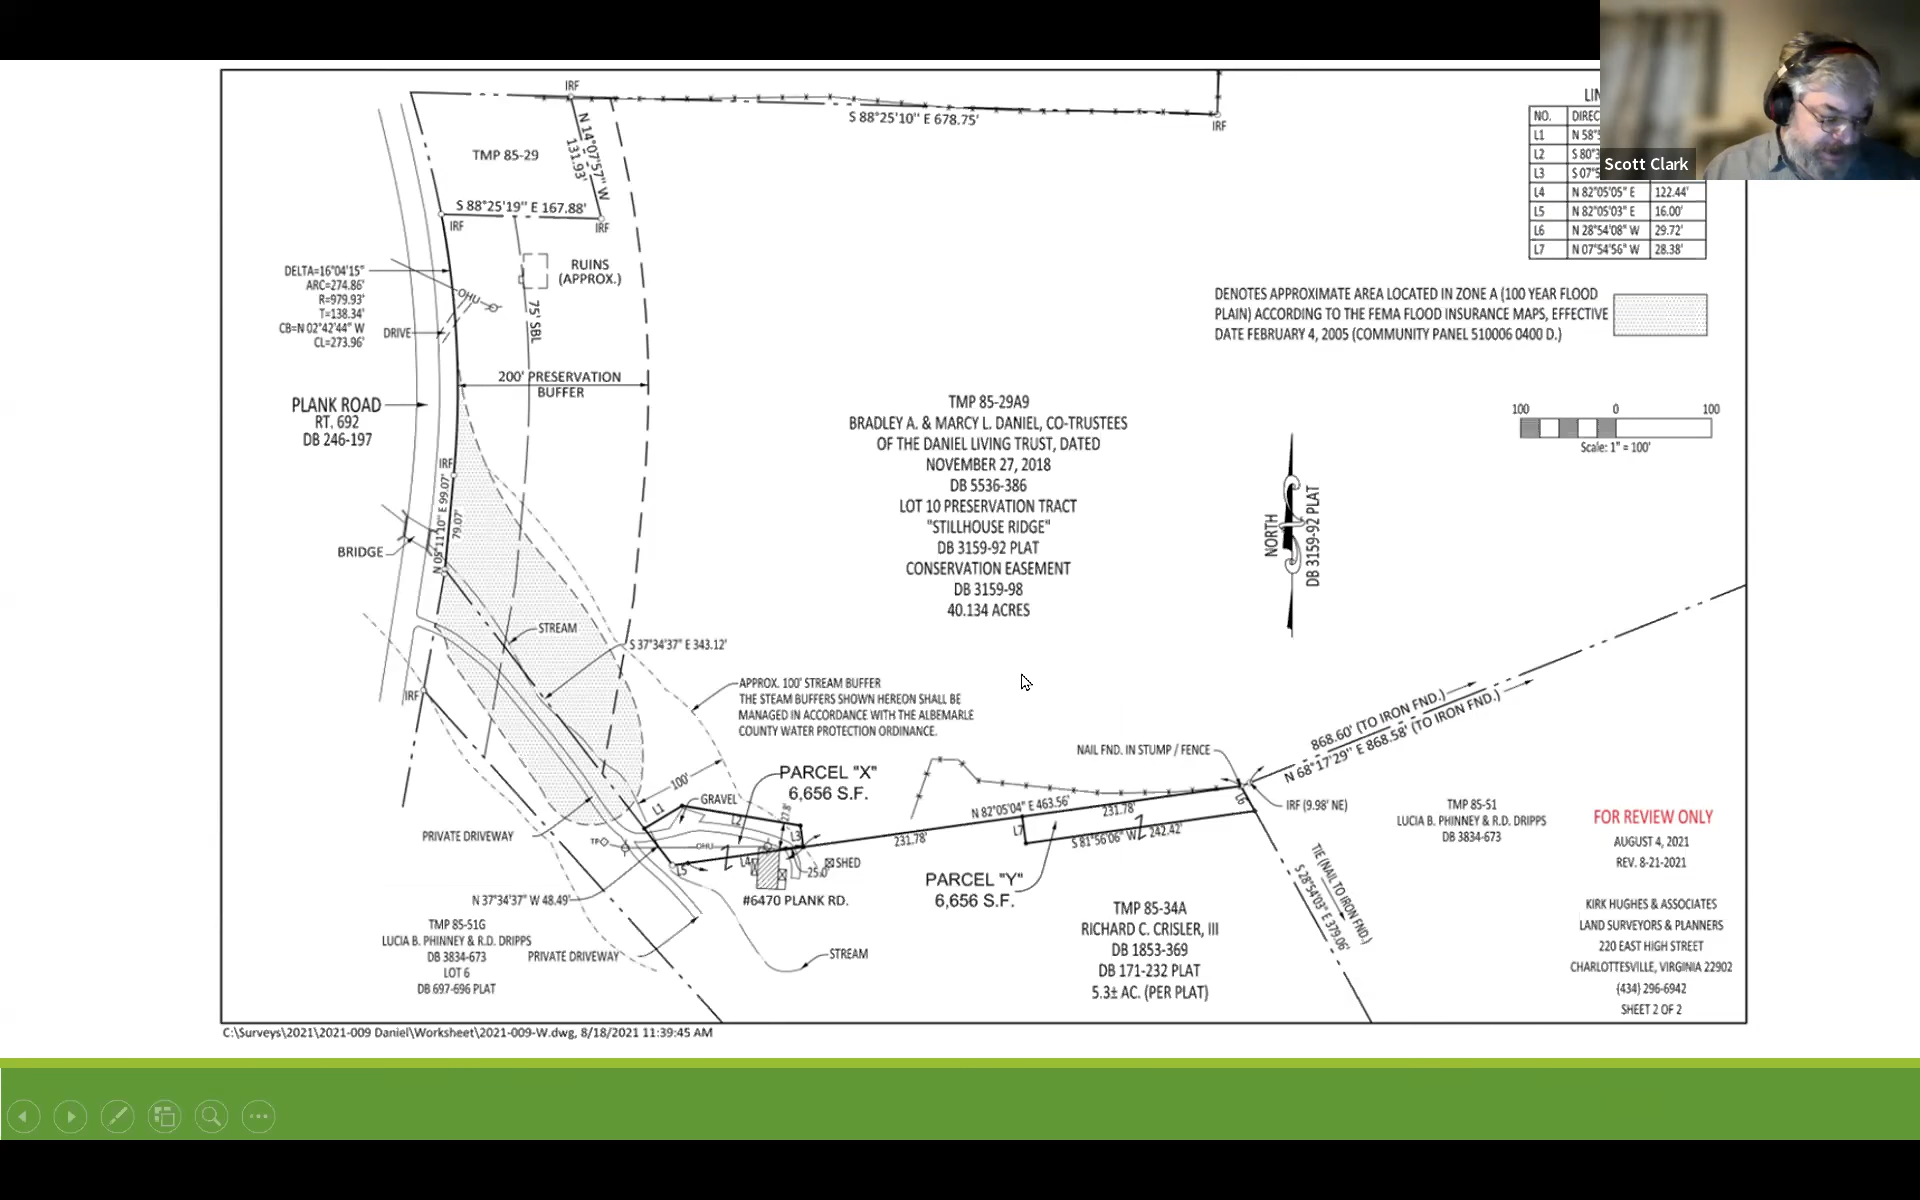 IRF
S 88°25'10" E 678.75'
IRF
TMP 85-29
N 14°07'57" W
131.93'
S 88°25'19" E 167.88'
IRF
IRF
Scott Clark
NO.
L1 N 58°
L2
L3
L4 N 82°05'05" E 122.44'
L5 N 82°05'03" E 16.00'
L6 N 28°54'08" W 29.72'
L7 N 07°54'56" W 28.38'
RUINS
(APPROX.)
DELTA=16°04'15"
ARC=274.86'
R=979.93'
T=138.34'
CB=N 02°42'44" W
CL=273.96'
OHU
DRIVE
75' SBL
DENOTES APPROXIMATE AREA LOCATED IN ZONE A (100 YEAR FLOOD
PLAIN) ACCORDING TO THE FEMA FLOOD INSURANCE MAPS, EFFECTIVE
DATE FEBRUARY 4, 2005 (COMMUNITY PANEL 510006 0400 D.)
200' PRESERVATION
BUFFER
PLANK ROAD
RT. 692
DB 246-197
TMP 85-29A9
BRADLEY A. & MARCY L. DANIEL, CO-TRUSTEES
OF THE DANIEL LIVING TRUST, DATED
NOVEMBER 27, 2018
DB 5536-386
LOT 10 PRESERVATION TRACT
"STILLHOUSE RIDGE"
DB 3159-92 PLAT
CONSERVATION EASEMENT
DB 3159-98
40.134 ACRES
100 0 100
Scale: 1" = 100'
NORTH
DB 3159-92 PLAT
IRF
N 05°11'10" E 99.07'
79.07'
BRIDGE
STREAM
S 37°34'37" E 343.12'
IRF
APPROX. 100' STREAM BUFFER
THE STEAM BUFFERS SHOWN HEREON SHALL BE
MANAGED IN ACCORDANCE WITH THE ALBEMARLE
COUNTY WATER PROTECTION ORDINANCE.
868.60' (TO IRON FND.)
N 68°17'29" E 868.58' (TO IRON FND.)
NAIL FND. IN STUMP / FENCE
PARCEL "X"
6,656 S.F.
100'
GRAVEL
L1
L2
L3
27.8'
N 82°05'04" E 463.56'
231.78'
231.78'
L6
IRF (9.98' NE)
L7
S 81°56'06" W 242.42'
TMP 85-51
LUCIA B. PHINNEY & R.D. DRIPPS
DB 3834-673
FOR REVIEW ONLY
AUGUST 4, 2021
REV. 8-21-2021
PRIVATE DRIVEWAY
OHU
L4
L5
SHED
25.0'
PARCEL "Y"
6,656 S.F.
#6470 PLANK RD.
N 37°34'37" W 48.49'
TIE (NAIL TO IRON FND.)
S 28°54'03" E 379.06'
TMP 85-51G
LUCIA B. PHINNEY & R.D. DRIPPS
DB 3834-673
LOT 6
DB 697-696 PLAT
PRIVATE DRIVEWAY
STREAM
TMP 85-34A
RICHARD C. CRISLER, III
DB 1853-369
DB 171-232 PLAT
5.3± AC. (PER PLAT)
KIRK HUGHES & ASSOCIATES
LAND SURVEYORS & PLANNERS
220 EAST HIGH STREET
CHARLOTTESVILLE, VIRGINIA 22902
(434) 296-6942
SHEET 2 OF 2
C:\Surveys\2021\2021-009 Daniel\Worksheet\2021-009-W.dwg, 8/18/2021 11:39:45 AM